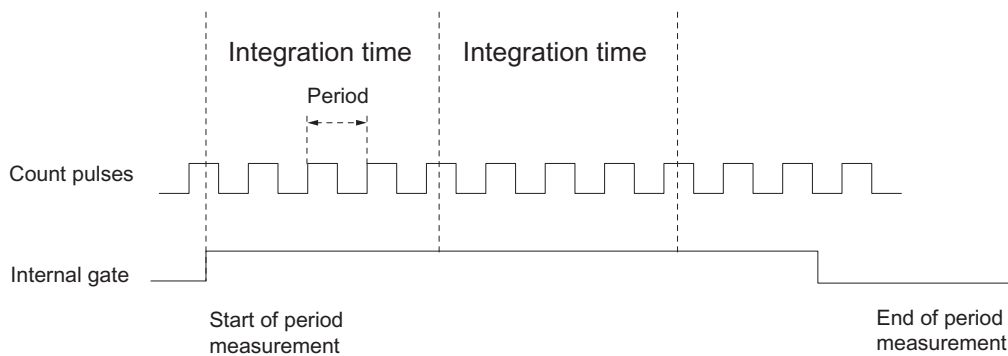 Integration time
Integration time
Period
Count pulses
Internal gate
Start of period
measurement
End of period
measurement